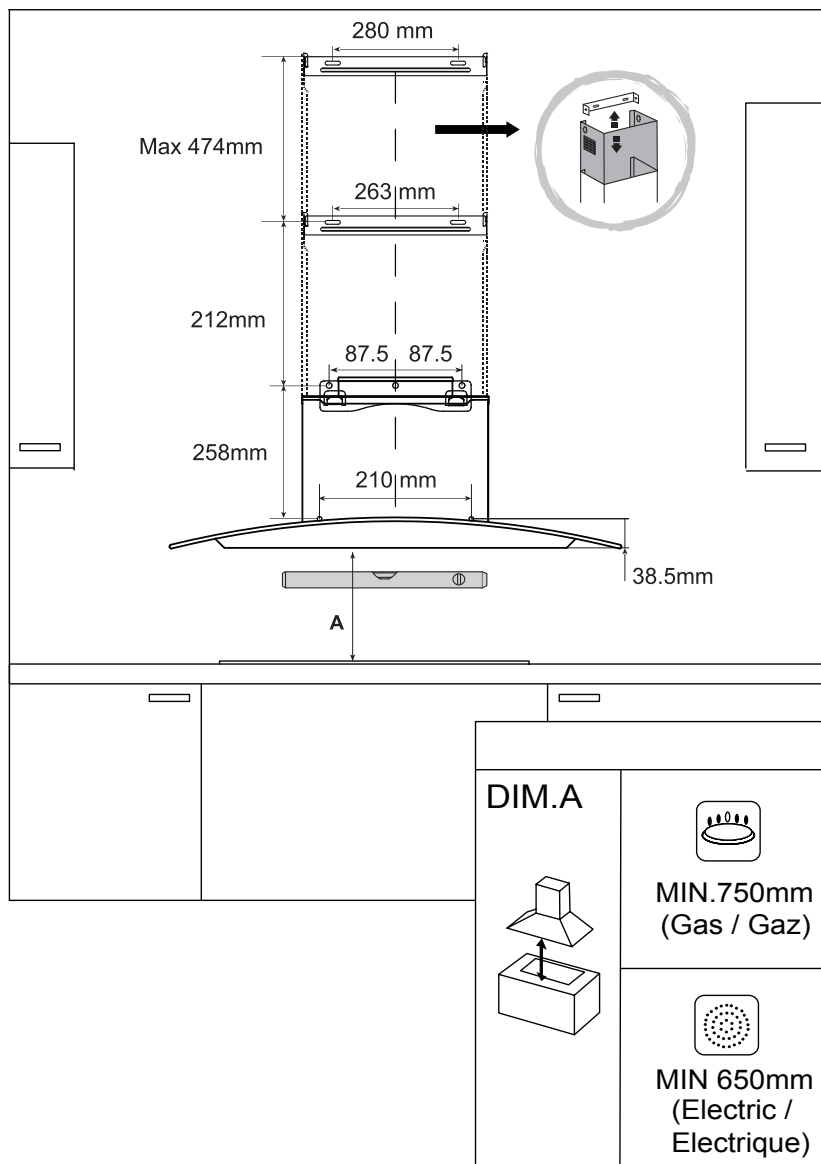 280 mm
Max 474mm
263 mm
212mm
87.5 87.5
258mm
210 mm
38.5mm
A
DIM.A
MIN.750mm
(Gas / Gaz)
MIN 650mm
(Electric /
Electrique)